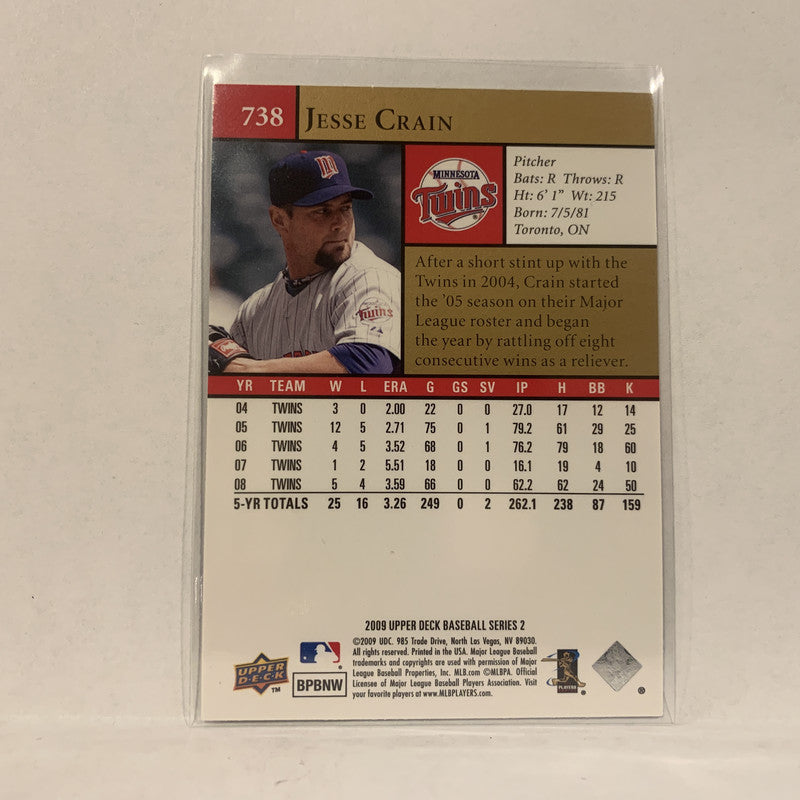 738 JESSE CRAIN
MINNESOTA
Twins
Pitcher
Bats: R Throws: R
Ht: 6' 1" Wt: 215
Born: 7/5/81
Toronto, ON
Twins
After a short stint up with the
Twins in 2004, Crain started
the '05 season on their Major
League roster and began
the year by rattling off eight
consecutive wins as a reliever.
YR TEAM W L ERA G GS SV IP H BB K
04 TWINS 3 0 2.00 22 0 0 27.0 17 12 14
05 TWINS 12 5 2.71 75 0 1 79.2 61 29 25
06 TWINS 4 5 3.52 68 0 1 76.2 79 18 60
07 TWINS 1 2 5.51 18 0 0 16.1 19 4 10
08 TWINS 5 4 3.59 66 0 0 62.2 62 24 50
5-YR TOTALS 25 16 3.26 249 0 2 262.1 238 87 159
2009 UPPER DECK BASEBALL SERIES 2
©2009 UDC. 985 Trade Drive, North Las Vegas, NV 89030.
All rights reserved. Printed in the USA. Major League Baseball
trademarks and copyrights are used with permission of Major
League Baseball Properties, Inc. MLB.com ©MLBPA. Official
Licensee of Major League Baseball Players Association. Visit
your favorite players at www.MLBPLAYERS.com.
UPPER
DECK
TM
BPBNW
PLAYERS
®